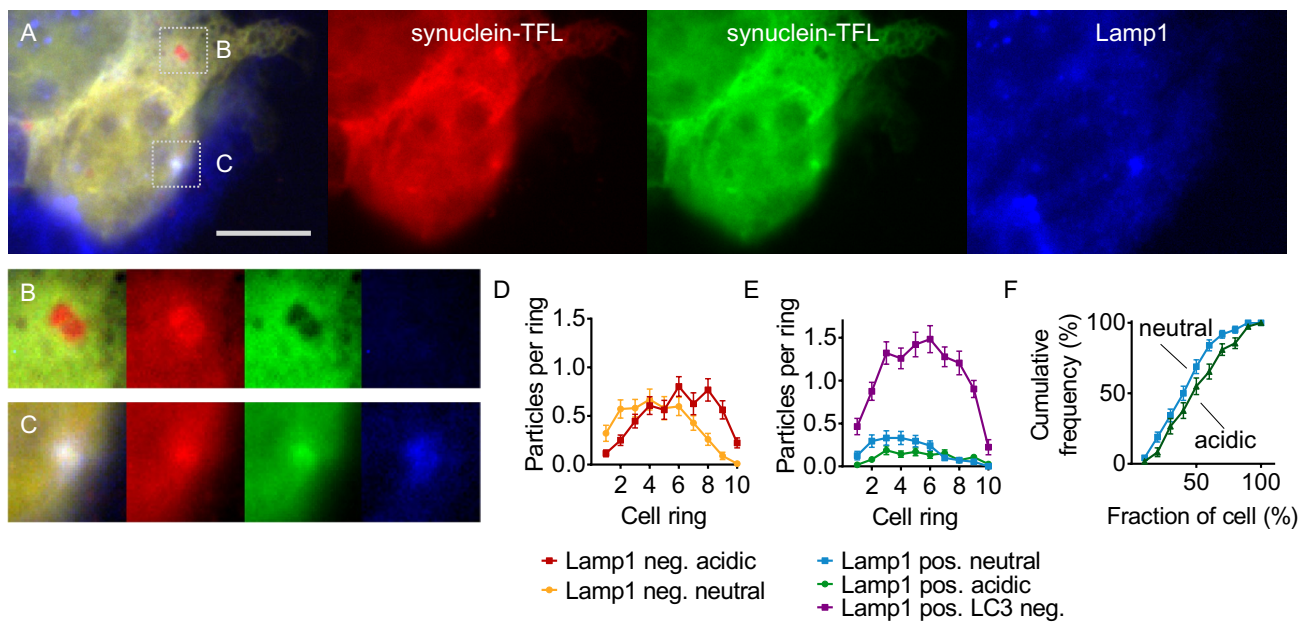 A
B
C
synuclein-TFL
synuclein-TFL
Lamp1
B
C
D
Particles per ring
1.5
1.0
0.5
0.0
2 4 6 8 10
Cell ring
Lamp1 neg. acidic
Lamp1 neg. neutral
E
Particles per ring
1.5
1.0
0.5
0.0
2 4 6 8 10
Cell ring
Lamp1 pos. neutral
Lamp1 pos. acidic
Lamp1 pos. LC3 neg.
F
Cumulative
frequency (%)
100
50
0
neutral
acidic
50 100
Fraction of cell (%)